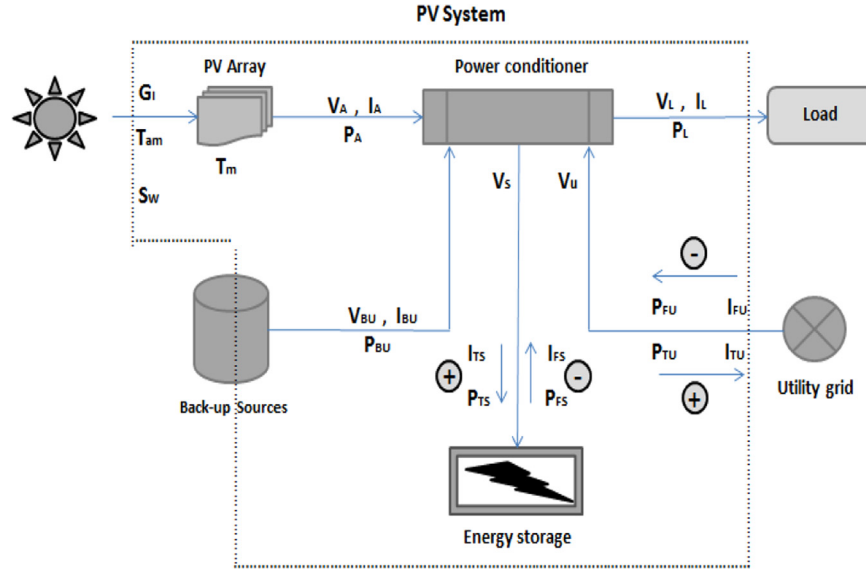 PV System
PV Array
Power conditioner
GI
VA , IA
VL , IL
Load
Tam
PA
PL
Tm
Vs
Vu
Sw
-
VBU , IBU
PFU
IFU
PBU
ITS
IFS
PTU
ITU
+
-
PTS
PFS
+
Utility grid
Back-up Sources
Energy storage